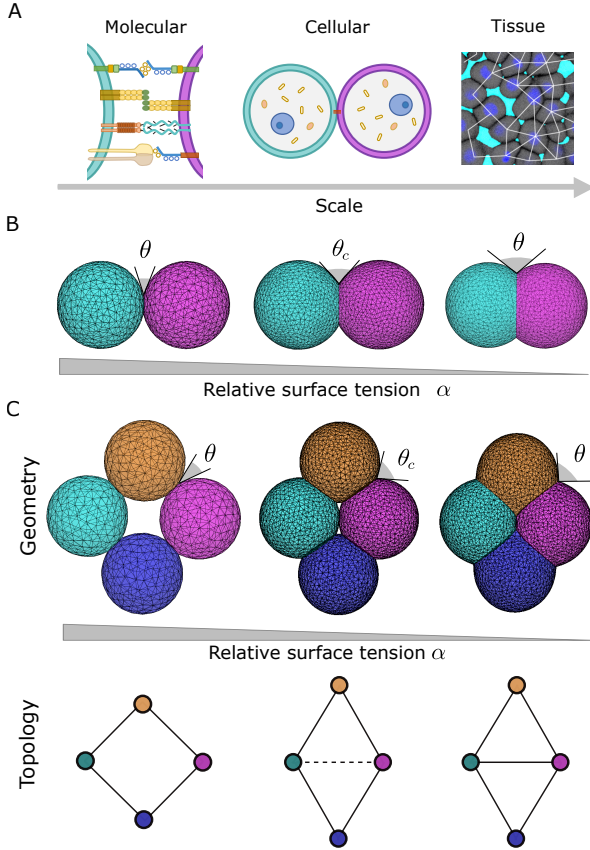 A
Molecular Cellular Tissue
Scale
B
θ θc θ
Relative surface tension α
C
Geometry
θ θc θ
Relative surface tension α
Topology